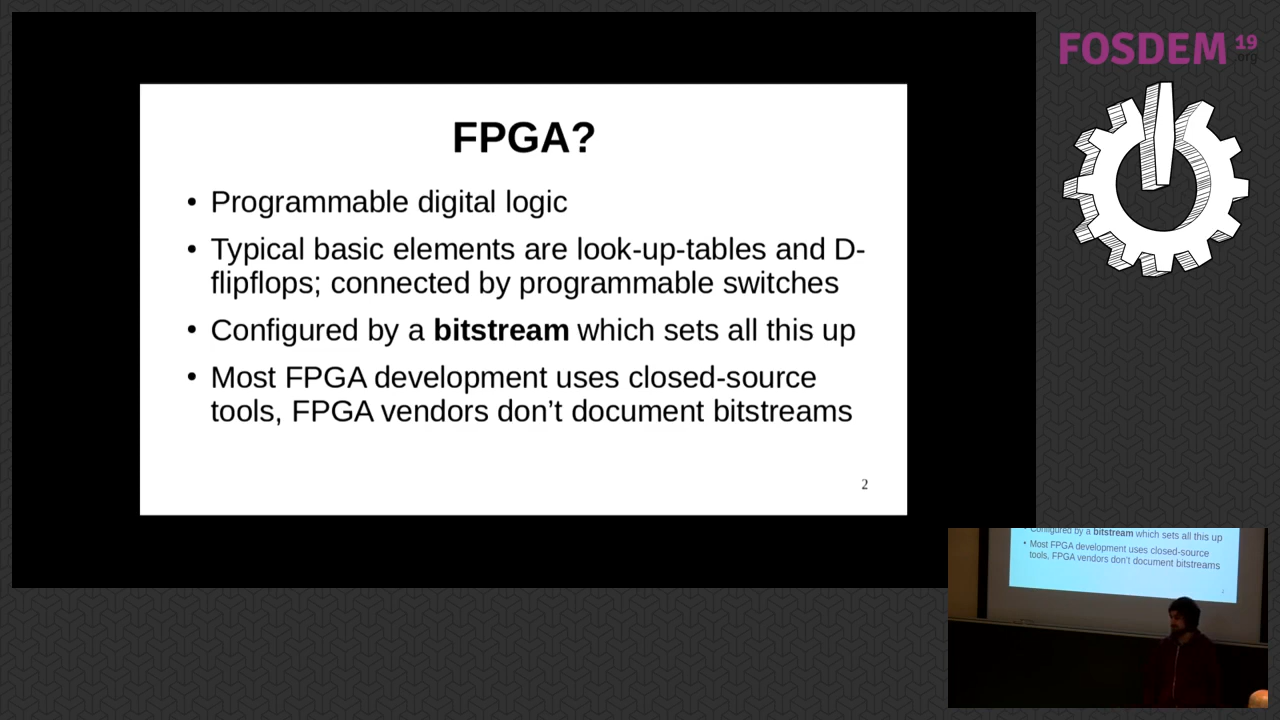 FPGA?
• Programmable digital logic
• Typical basic elements are look-up-tables and D-
flipflops; connected by programmable switches
• Configured by a bitstream which sets all this up
• Most FPGA development uses closed-source
tools, FPGA vendors don’t document bitstreams
2
FOSDEM 19
.org
Configured by a bitstream which sets all this up
• Most FPGA development uses closed-source
tools, FPGA vendors don’t document bitstreams
2